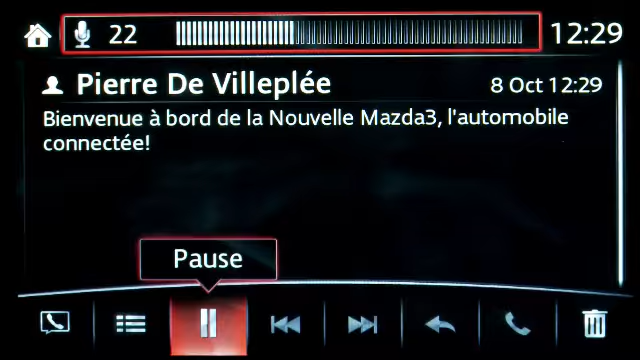 22
12:29
Pierre De Villeplée
8 Oct 12:29
Bienvenue à bord de la Nouvelle Mazda3, l'automobile
connectée!
Pause